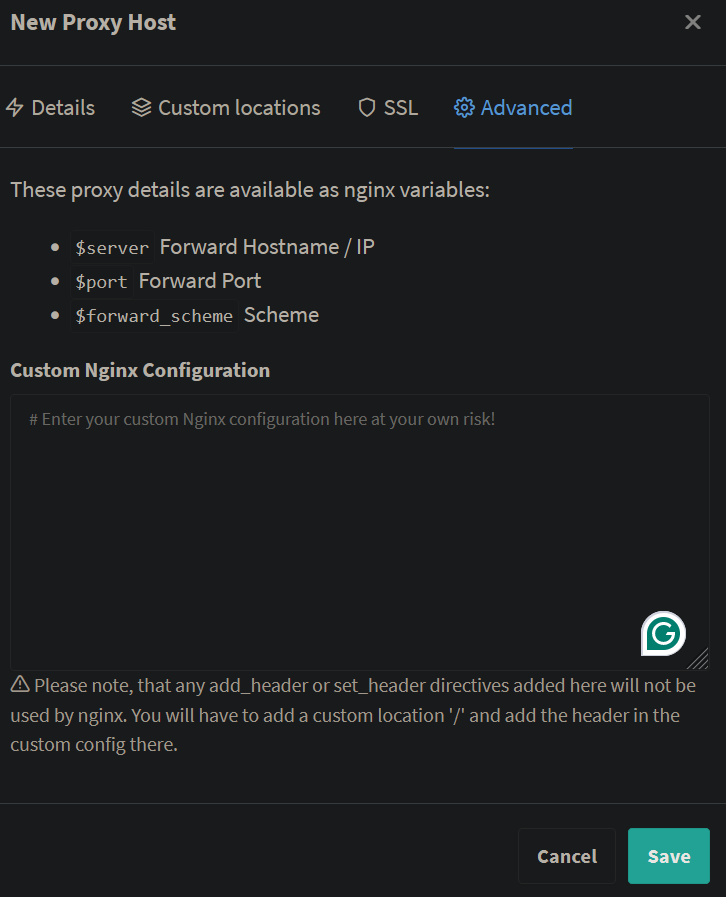 New Proxy Host
Details
Custom locations
SSL
Advanced
These proxy details are available as nginx variables:
$server Forward Hostname / IP
$port Forward Port
$forward_scheme Scheme
Custom Nginx Configuration
# Enter your custom Nginx configuration here at your own risk!
Please note, that any add_header or set_header directives added here will not be
used by nginx. You will have to add a custom location '/' and add the header in the
custom config there.
Cancel
Save